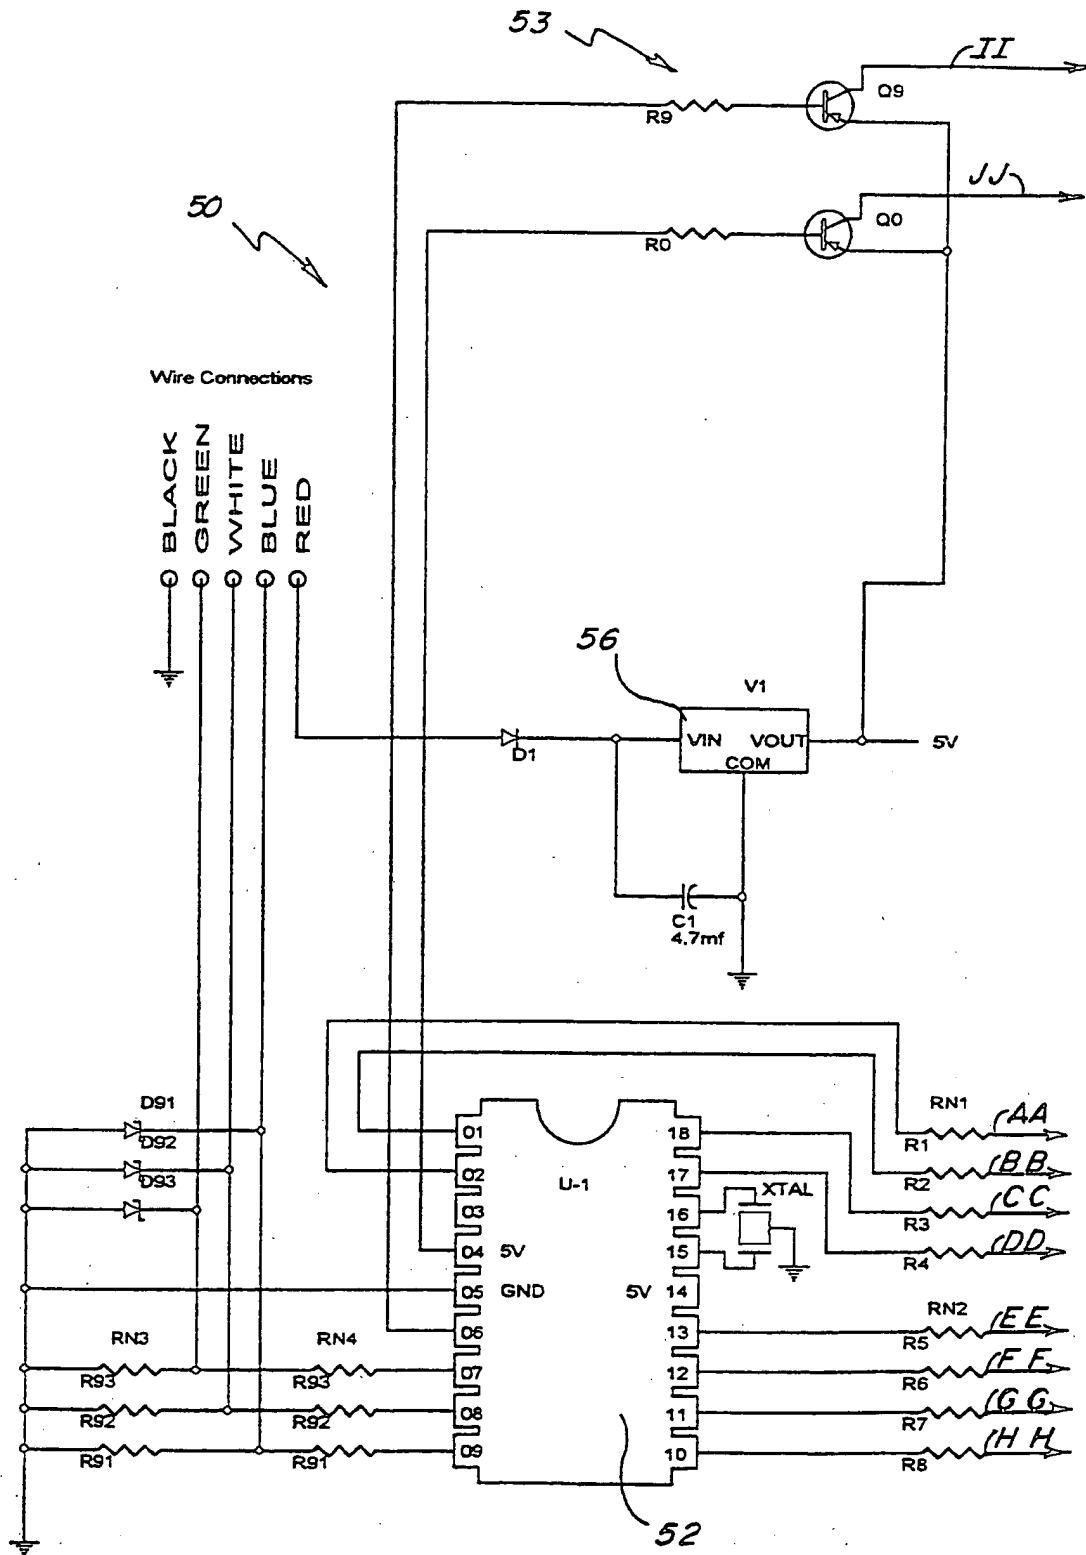 53
II
Q9
R9
JJ
50
Q0
R0
Wire Connections
BLACK
GREEN
WHITE
BLUE
RED
56
V1
VIN VOUT
COM
5V
D1
C1
4.7mf
D91
D92
D93
RN1
AA
R1
BB
R2
CC
R3
DD
R4
01 18
02 17
U-1
XTAL
03 16
04 5V 15
05 GND 5V 14
06 13
07 12
08 11
09 10
RN2
EE
R5
FF
R6
GG
R7
HH
R8
RN3 RN4
R93 R93
R92 R92
R91 R91
52